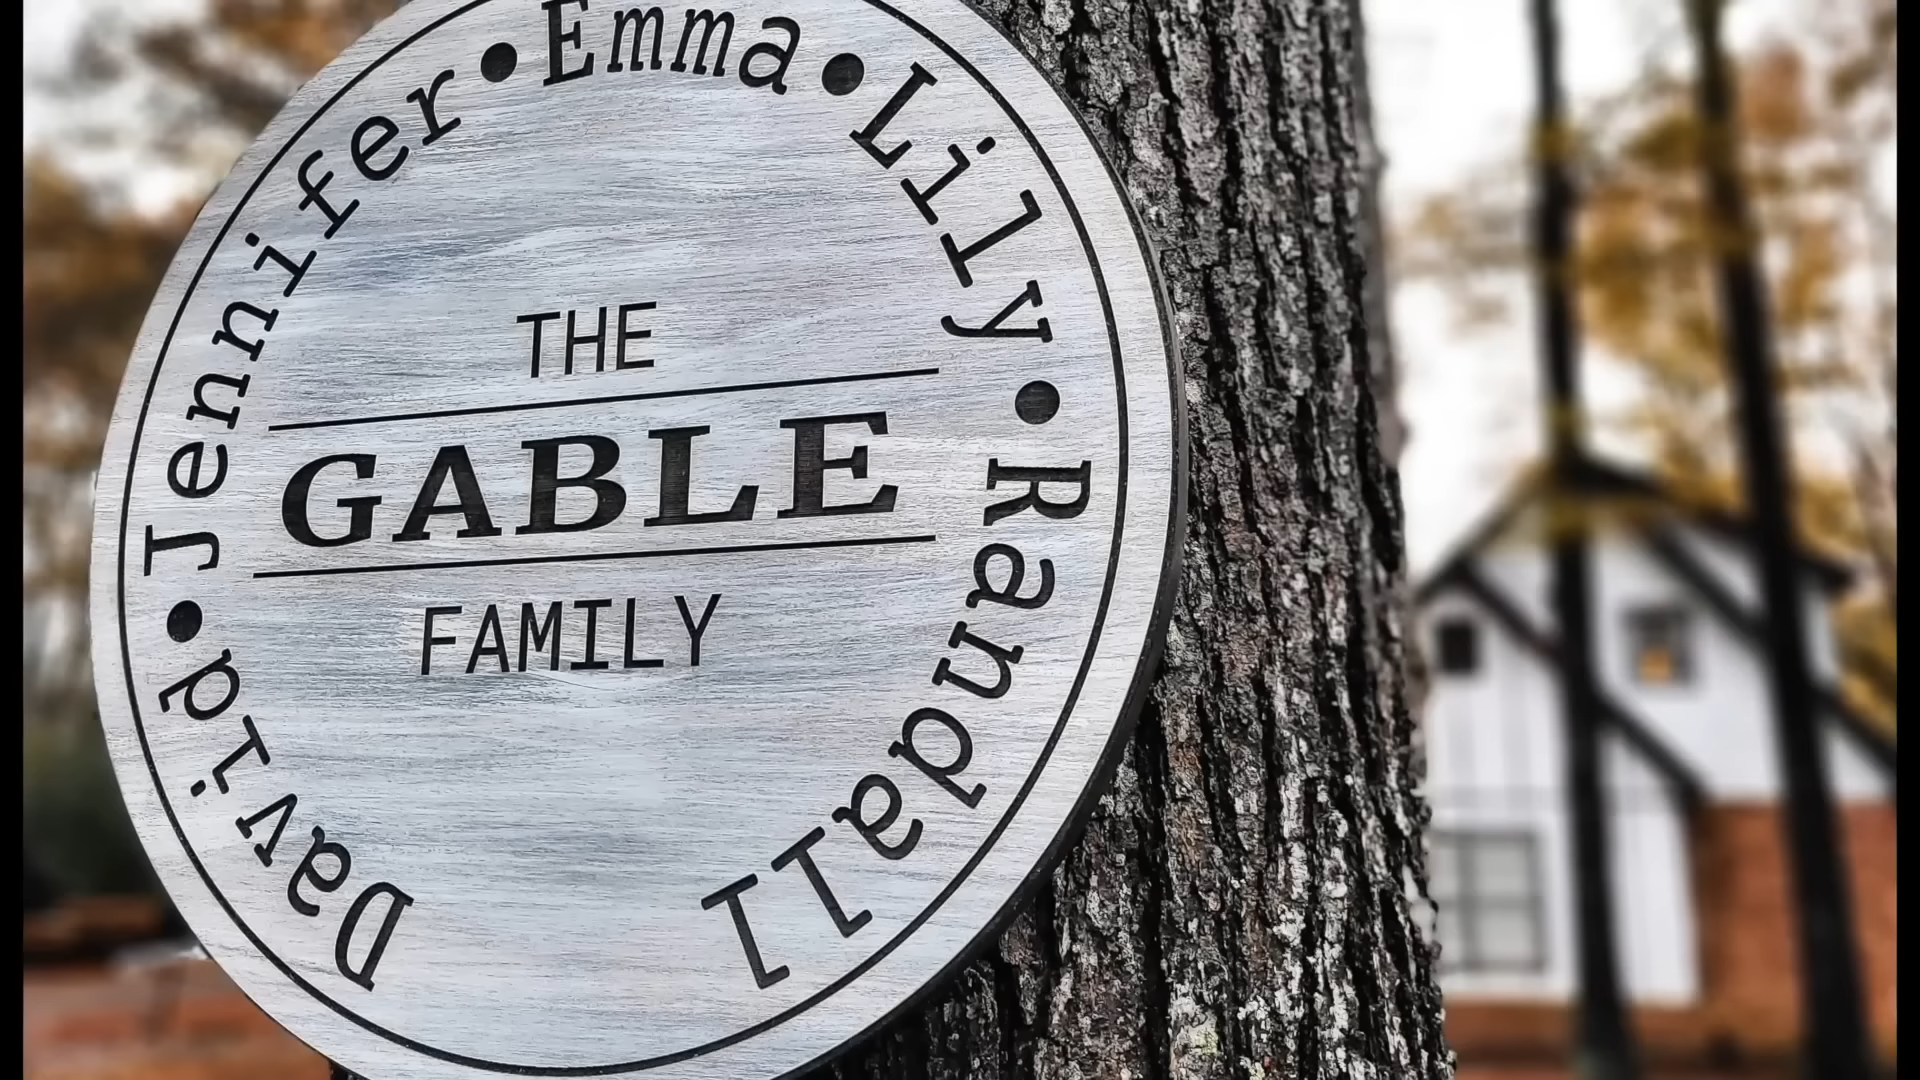 David • Jennifer • Emma • Lily • Randall
THE
GABLE
FAMILY